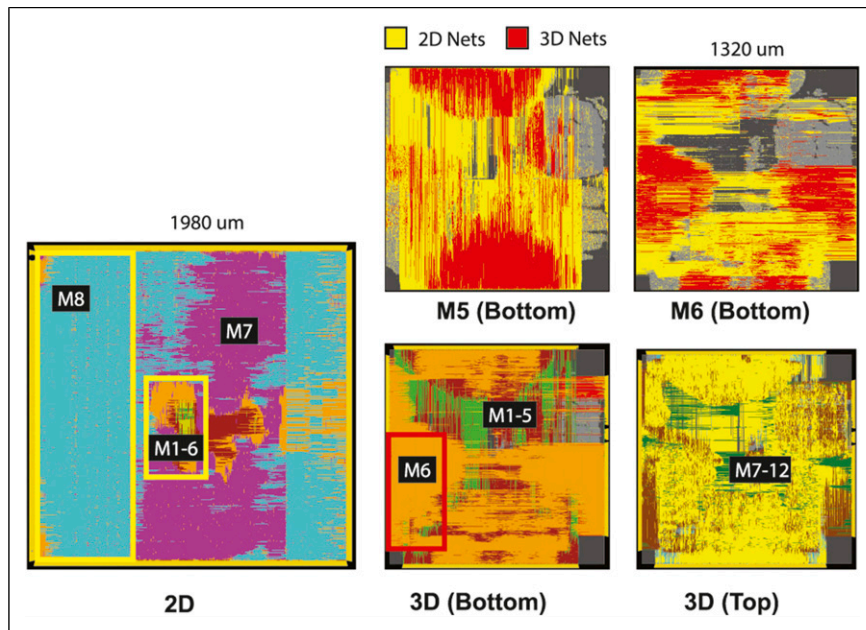 2D Nets
3D Nets
1320 um
M5 (Bottom)
M6 (Bottom)
1980 um
M8
M7
M1-6
2D
M1-5
M6
3D (Bottom)
M7-12
3D (Top)